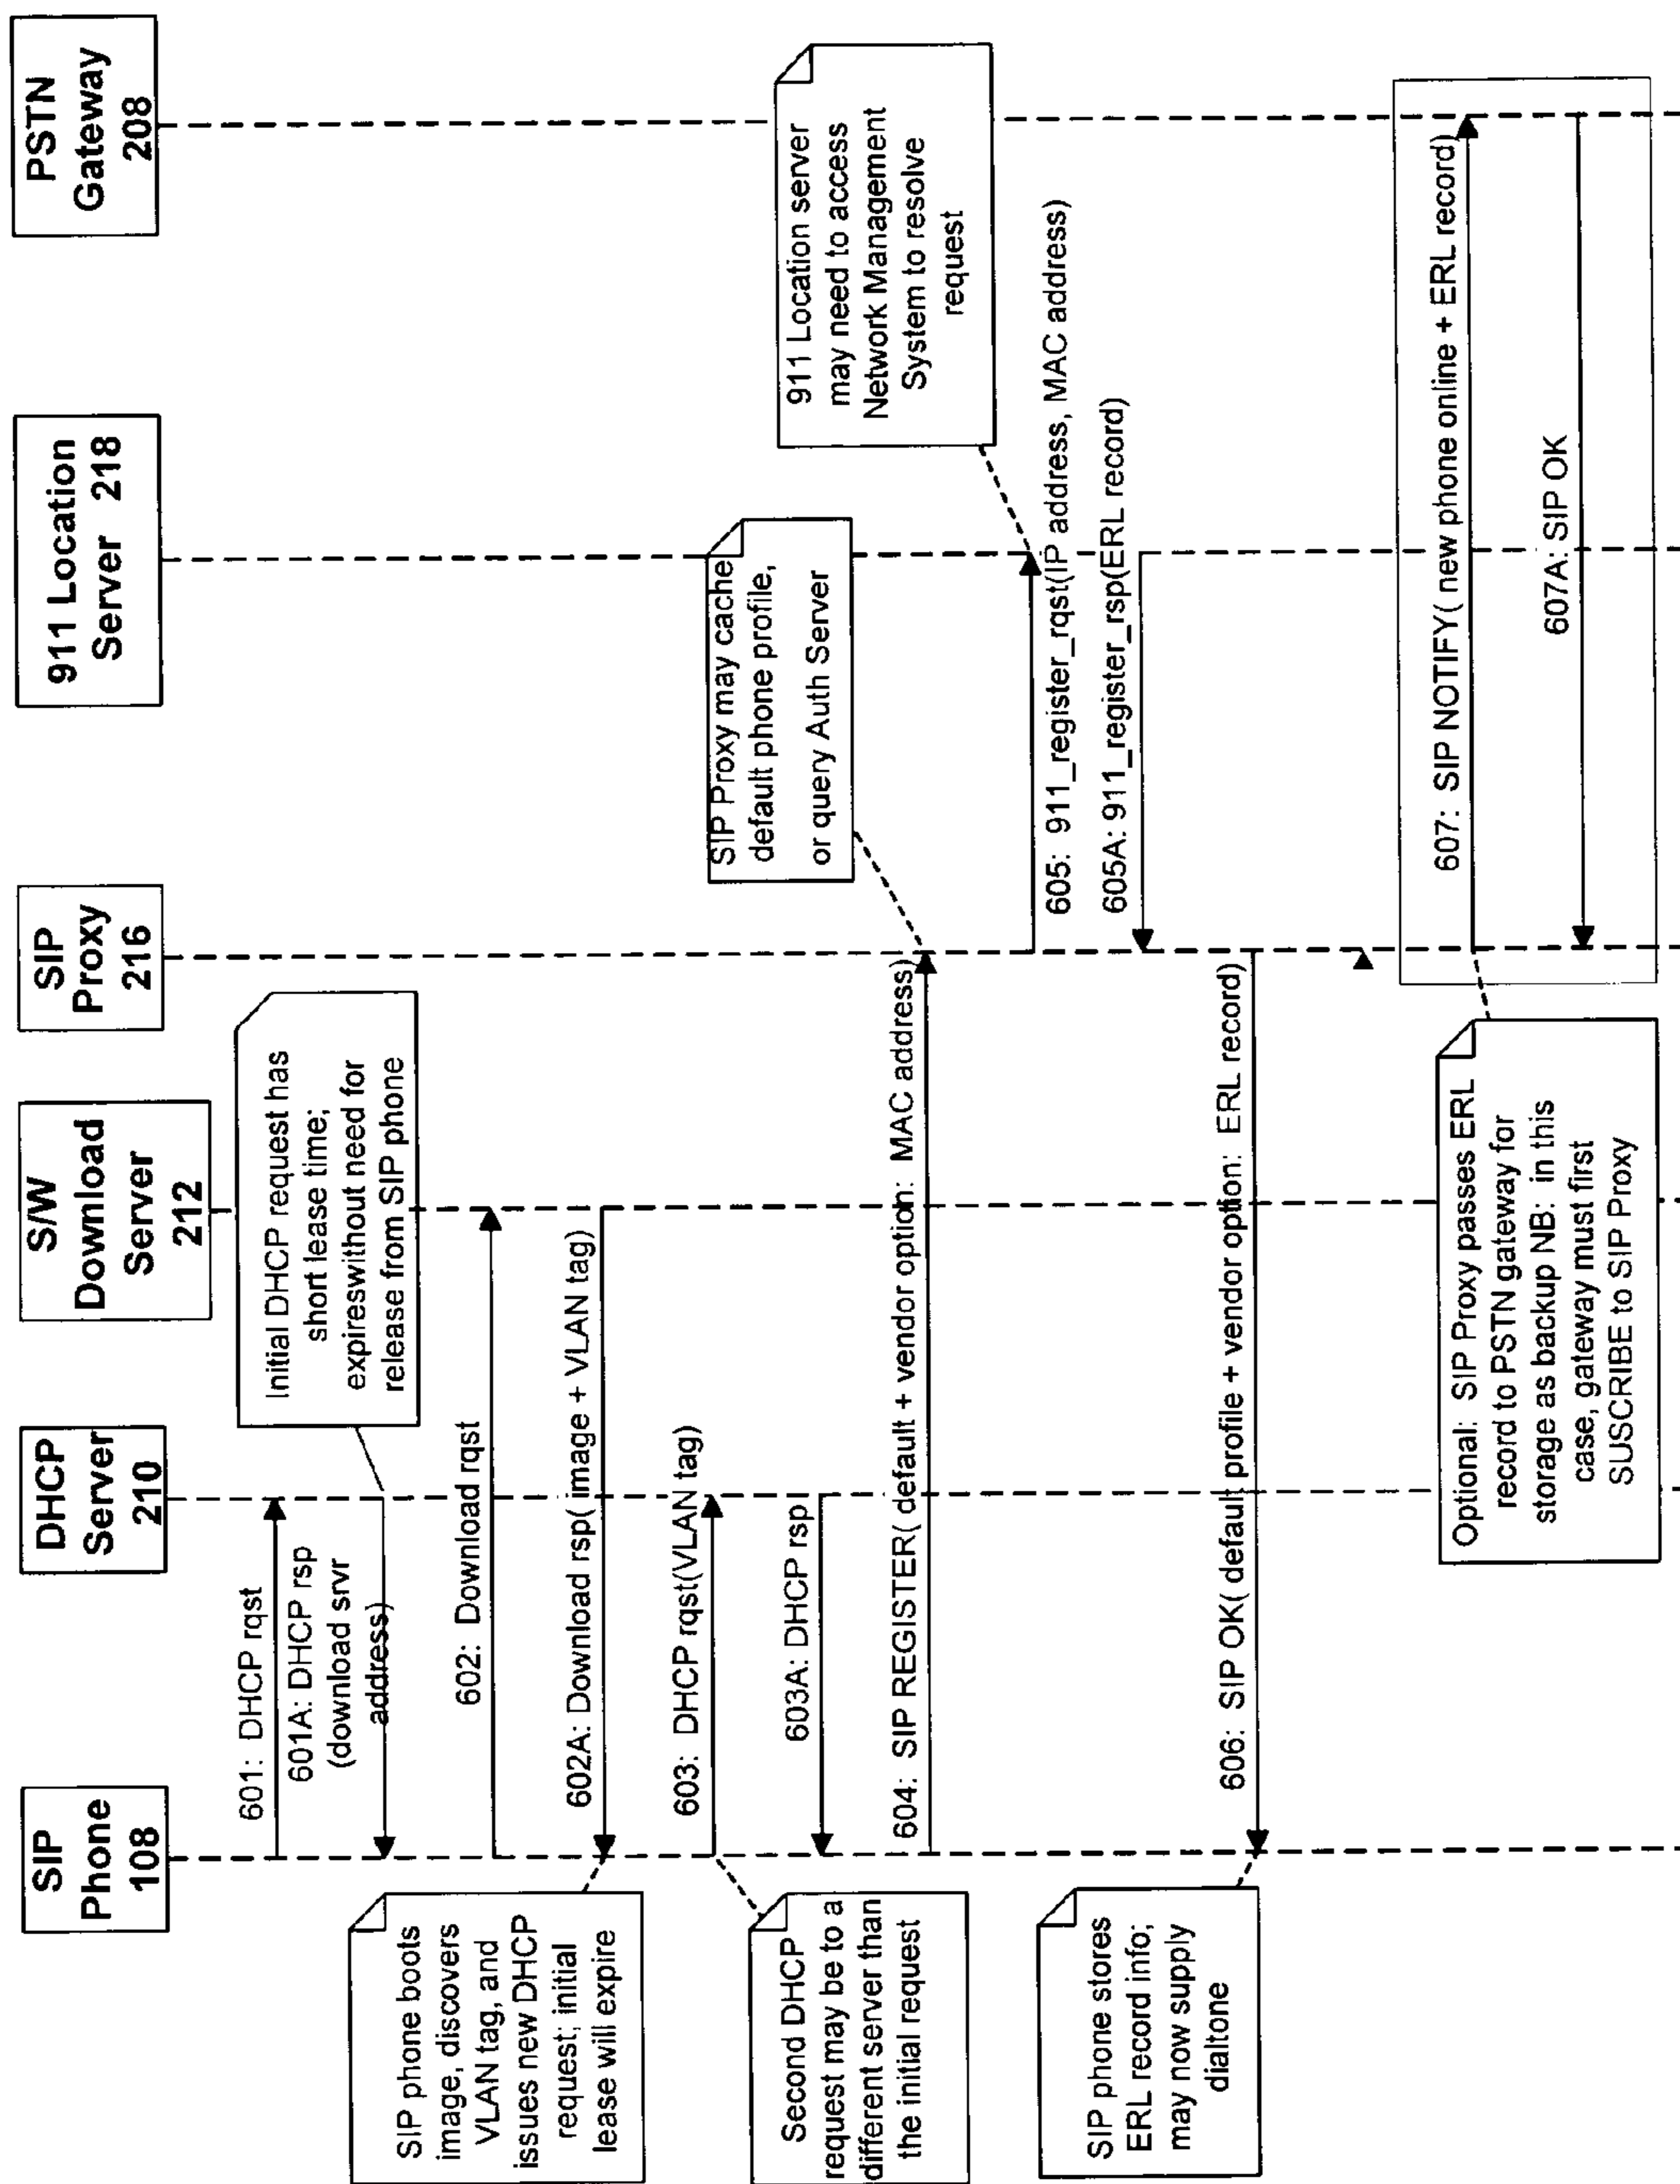 SIP
Phone
108
DHCP
Server
210
S/W
Download
Server
212
SIP
Proxy
216
911 Location
Server 218
PSTN
Gateway
208
601: DHCP rqst
601A: DHCP rsp
(download srvr
address)
Initial DHCP request has
short lease time;
expireswithout need for
release from SIP phone
602: Download rqst
602A: Download rsp( image + VLAN tag)
SIP phone boots
image, discovers
VLAN tag, and
issues new DHCP
request; initial
lease will expire
603: DHCP rqst(VLAN tag)
603A: DHCP rsp
Second DHCP
request may be to a
different server than
the initial request
SIP Proxy may cache
default phone profile,
or query Auth Server
604: SIP REGISTER( default + vendor option: MAC address)
911 Location server
may need to access
Network Management
System to resolve
request
605: 911_register_rqst(IP address, MAC address)
605A: 911_register_rsp(ERL record)
606: SIP OK( default profile + vendor option: ERL record)
SIP phone stores
ERL record info;
may now supply
dialtone
607: SIP NOTIFY( new phone online + ERL record)
607A: SIP OK
Optional: SIP Proxy passes ERL
record to PSTN gateway for
storage as backup NB: in this
case, gateway must first
SUSCRIBE to SIP Proxy